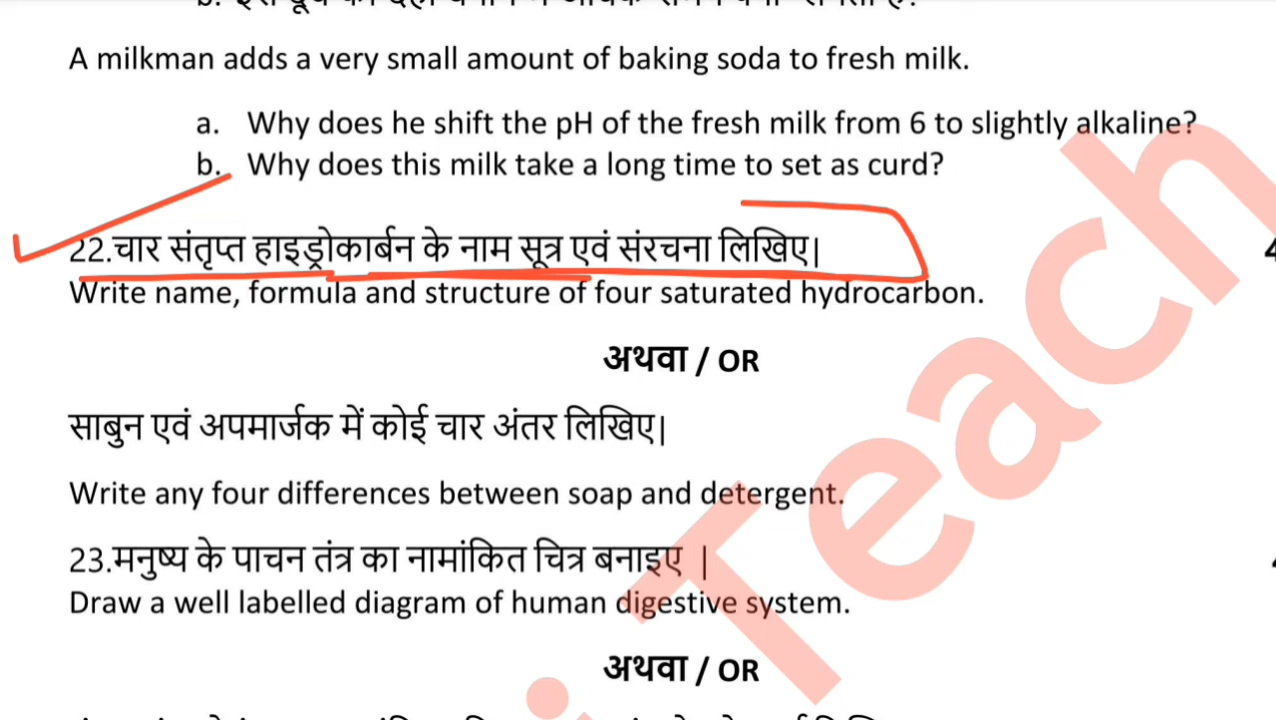 A milkman adds a very small amount of baking soda to fresh milk.
a. Why does he shift the pH of the fresh milk from 6 to slightly alkaline?
b. Why does this milk take a long time to set as curd?
22.चार संतृप्त हाइड्रोकार्बन के नाम सूत्र एवं संरचना लिखिए।
Write name, formula and structure of four saturated hydrocarbon.
अथवा / OR
साबुन एवं अपमार्जक में कोई चार अंतर लिखिए।
Write any four differences between soap and detergent.
23.मनुष्य के पाचन तंत्र का नामांकित चित्र बनाइए |
Draw a well labelled diagram of human digestive system.
अथवा / OR
Teach